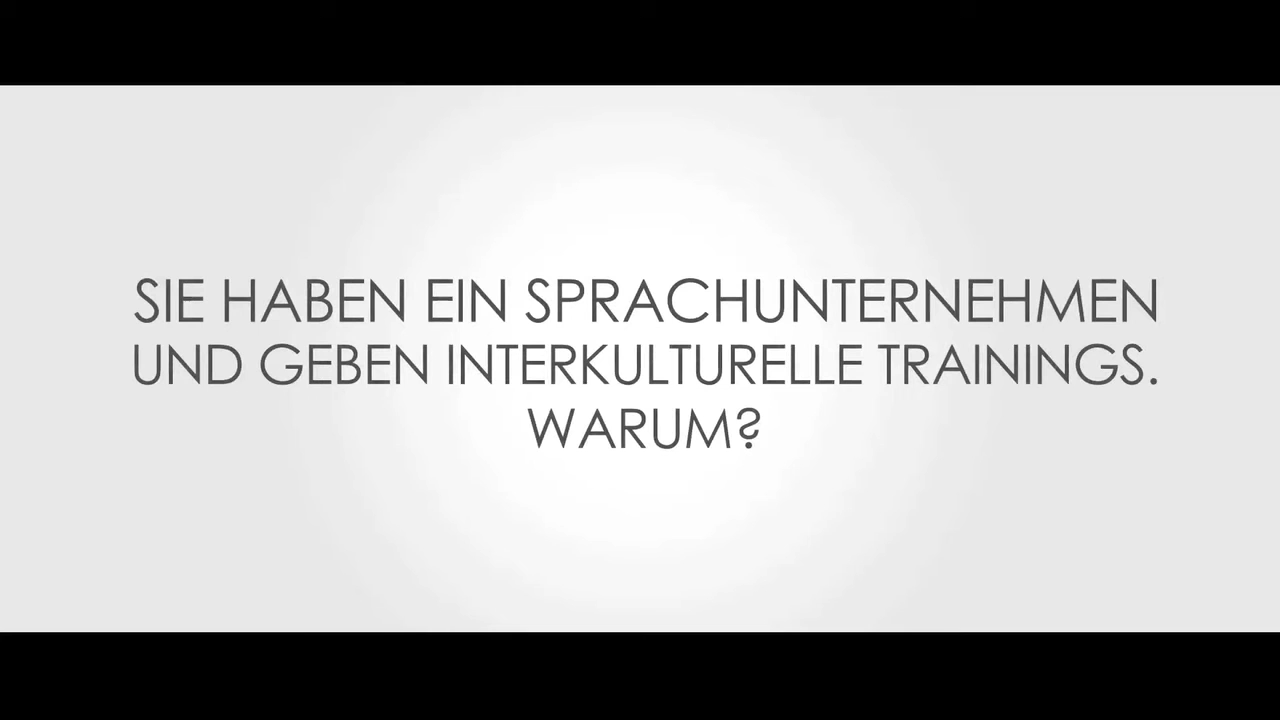 SIE HABEN EIN SPRACHUNTERNEHMEN
UND GEBEN INTERKULTURELLE TRAININGS.
WARUM?